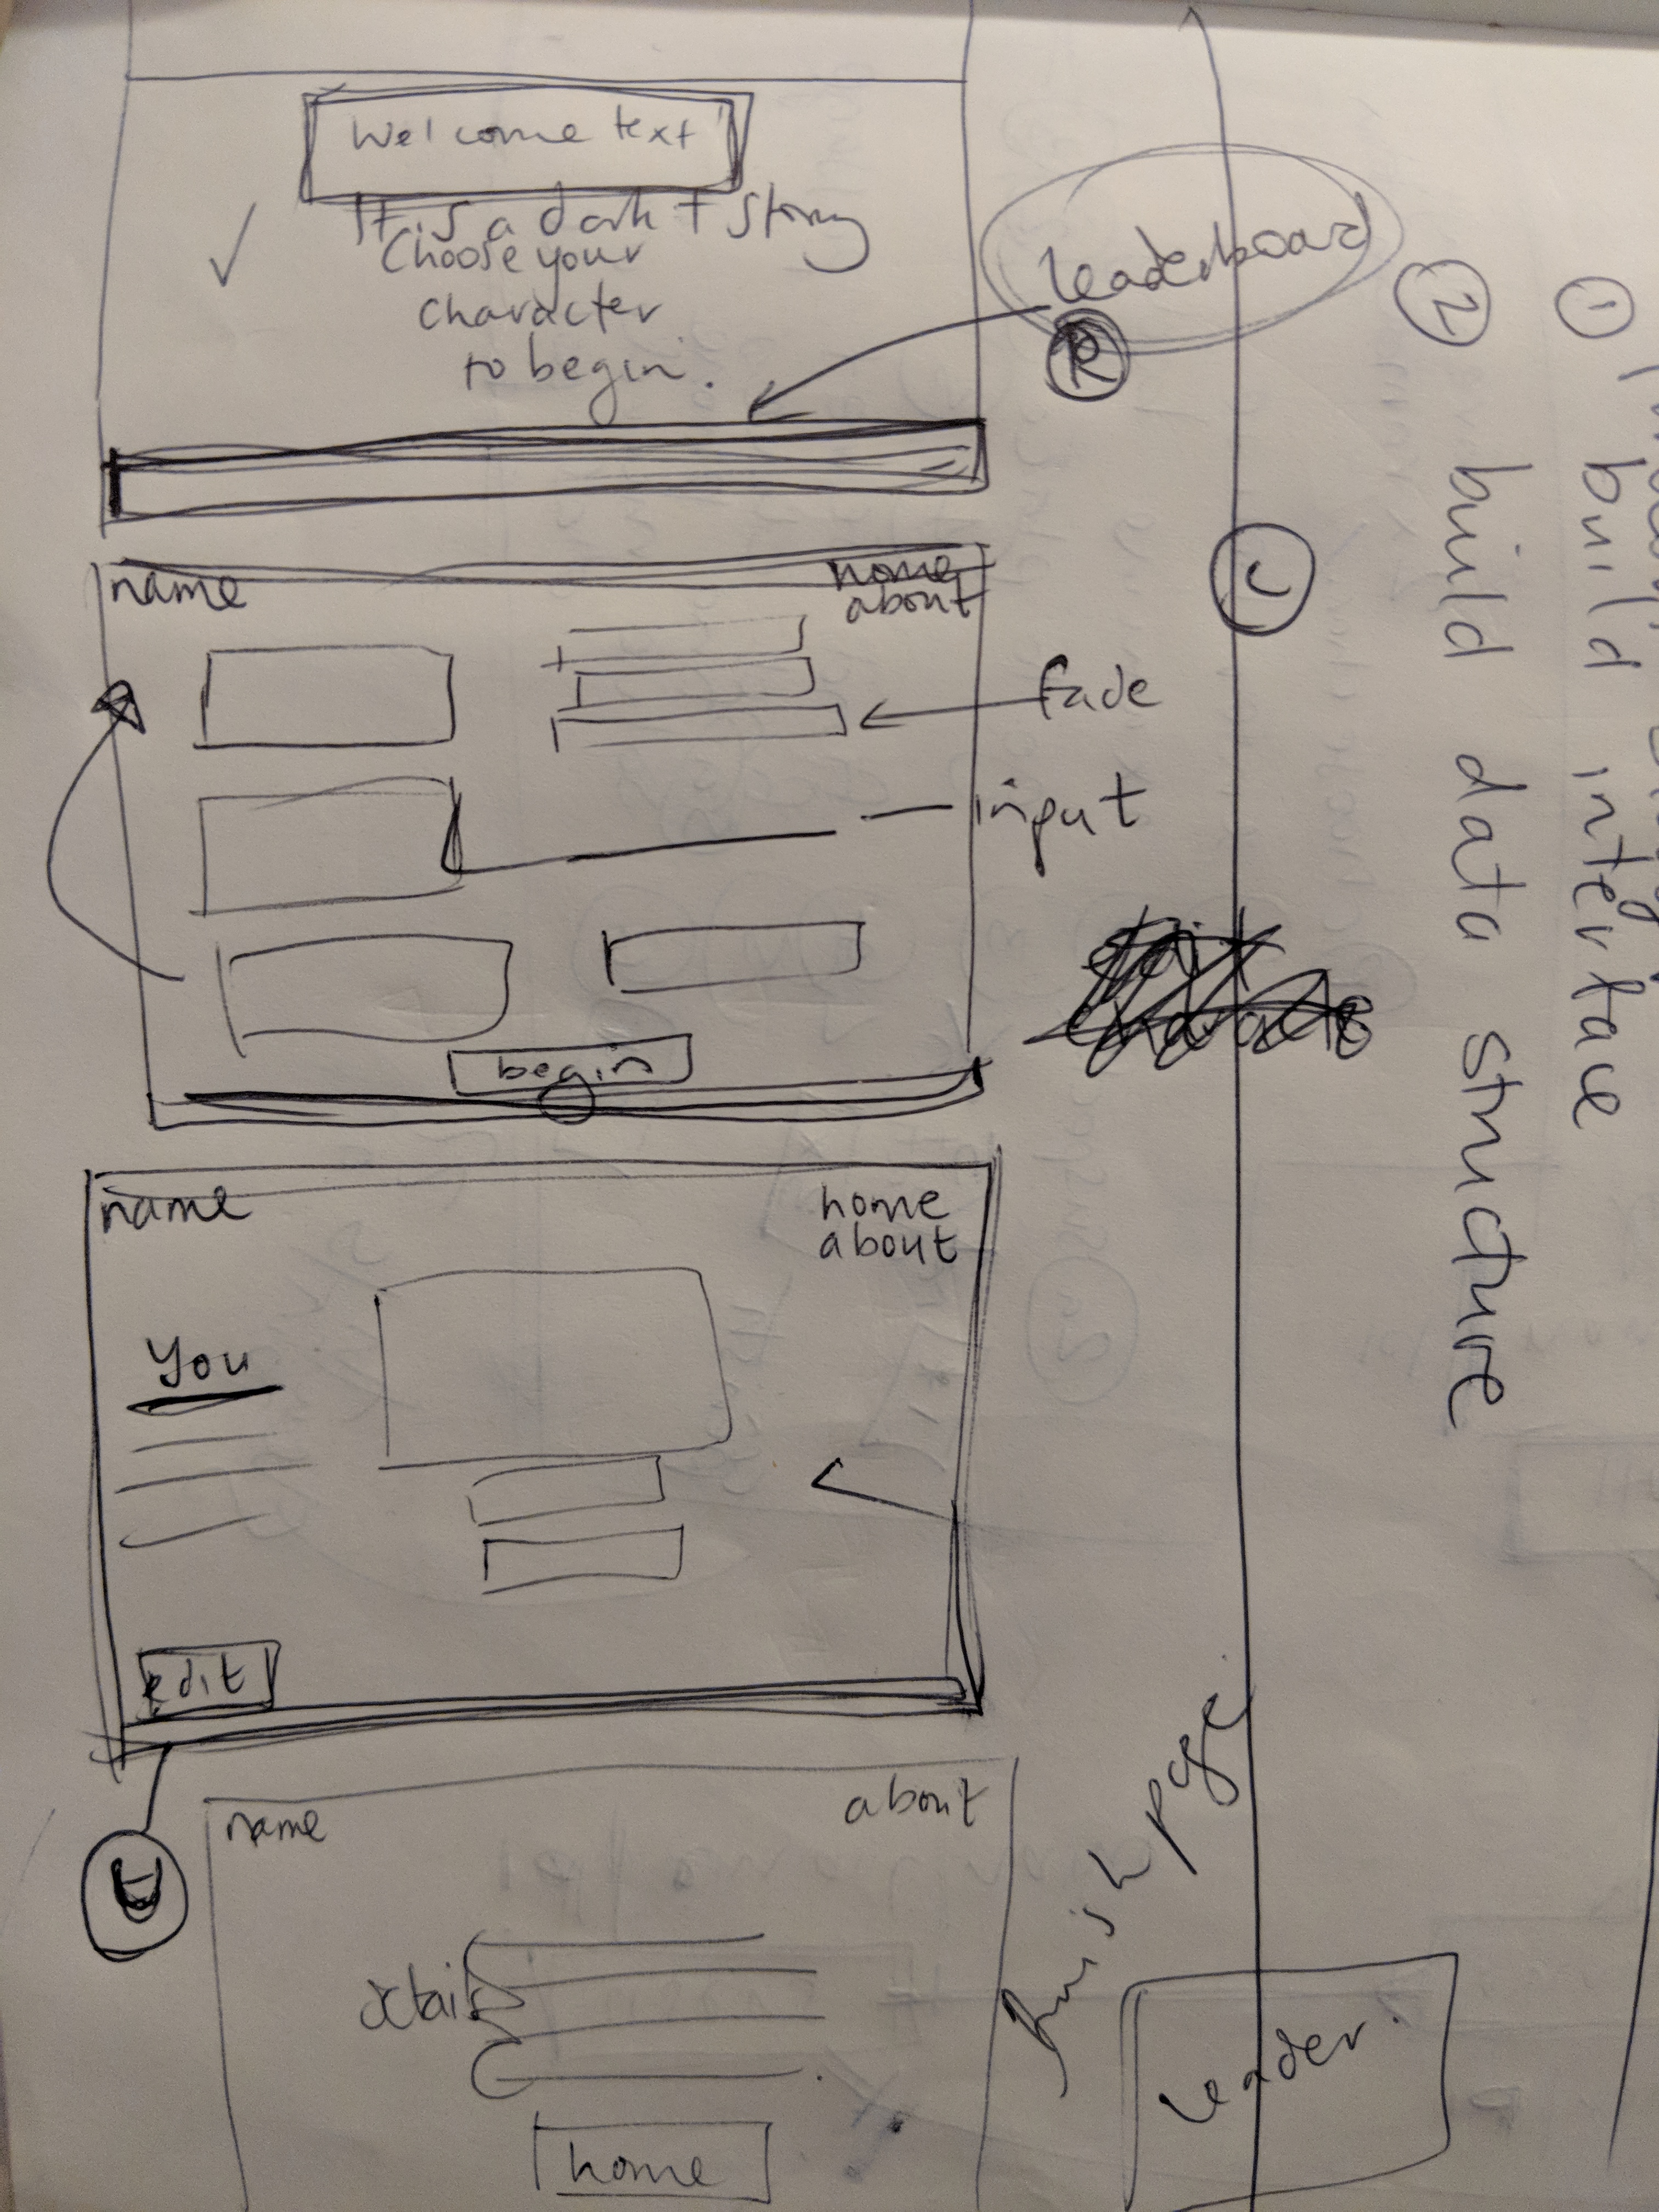 Welcome text
It is a dark + stormy
Choose your
character
to begin.
leaderboard
R
name
home
about
fade
input
begin
C
name
home
about
You
edit
U
name
about
details
home
finish page
leader.
1 build interface
2 build data structure